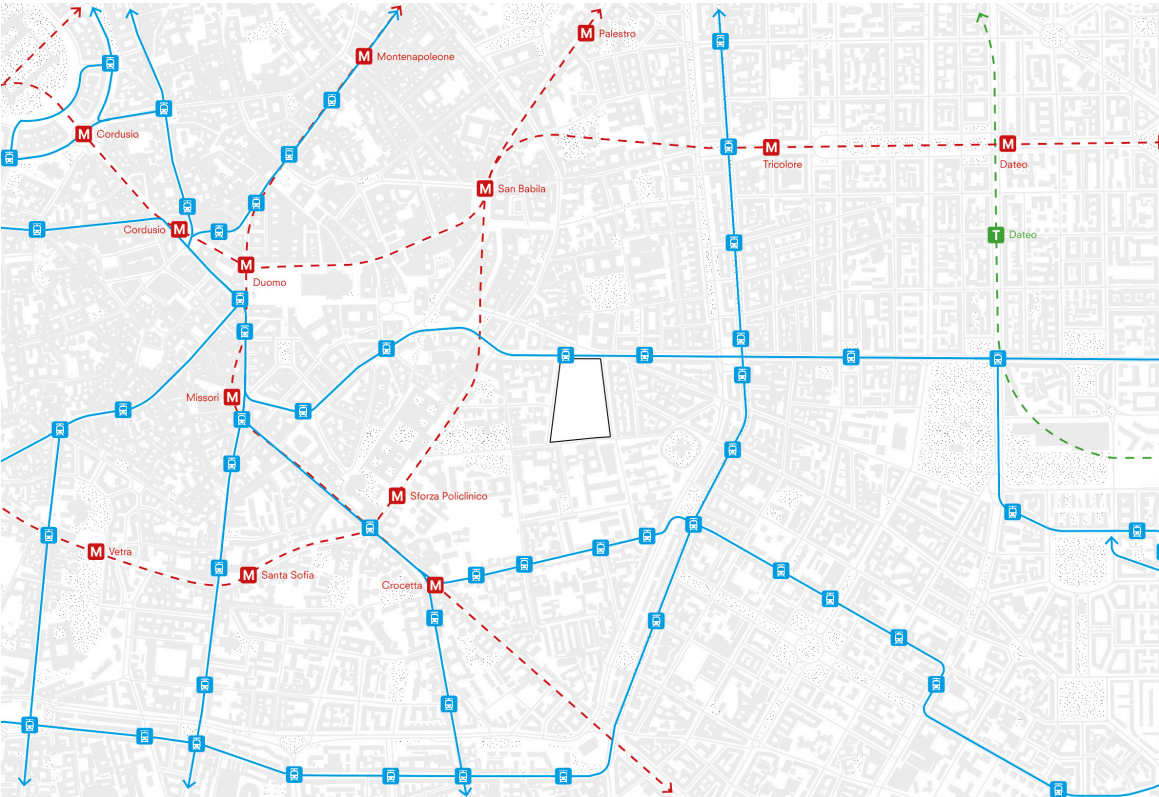 M Palestro
M Montenapoleone
M Cordusio
M
Tricolore
M
Dateo
M San Babila
Cordusio M
T Dateo
M
Duomo
Missori M
M Sforza Policlinico
M Vetra
M Santa Sofia
Crocetta M